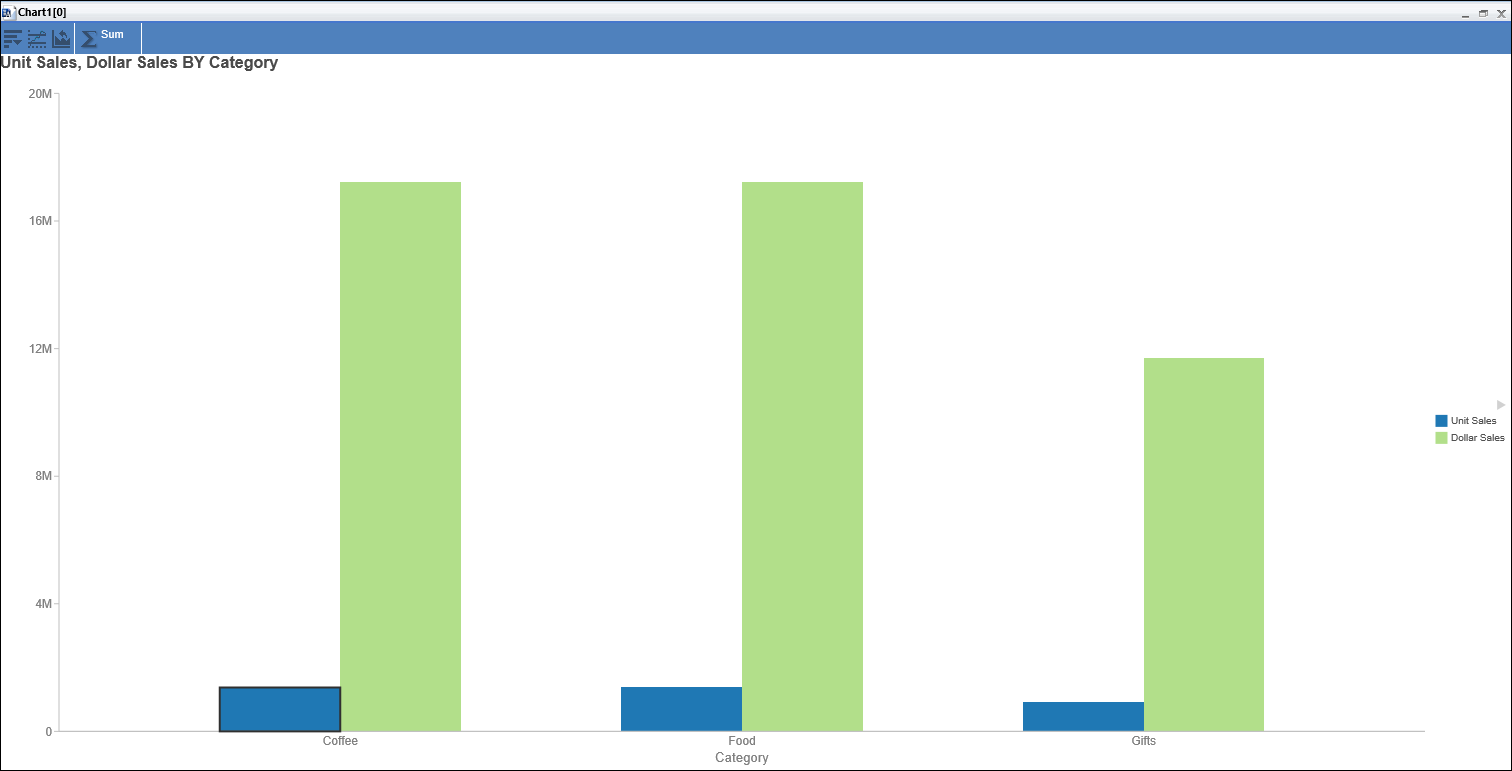 Chart1[0]
Sum
Unit Sales, Dollar Sales BY Category
20M
16M
12M
8M
4M
0
Coffee
Food
Gifts
Category
Unit Sales
Dollar Sales